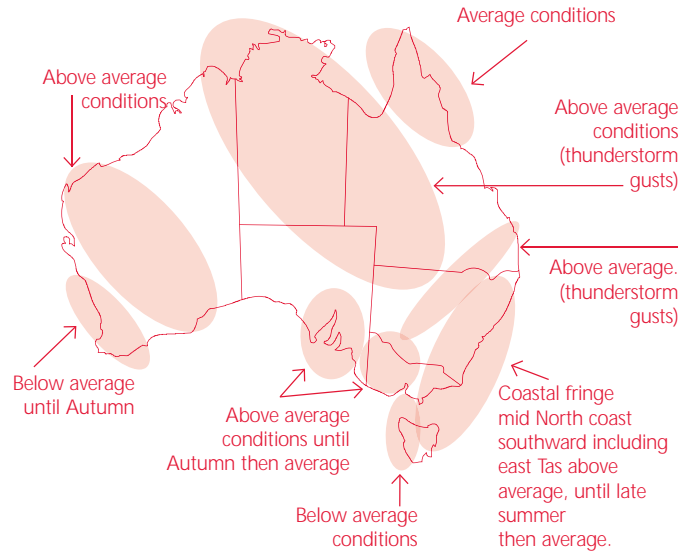 Average conditions
Above average
conditions
Above average
conditions
(thunderstorm
gusts)
Above average.
(thunderstorm
gusts)
Below average
until Autumn
Above average
conditions until
Autumn then average
Coastal fringe
mid North coast
southward including
east Tas above
average, until late
summer
then average.
Below average
conditions